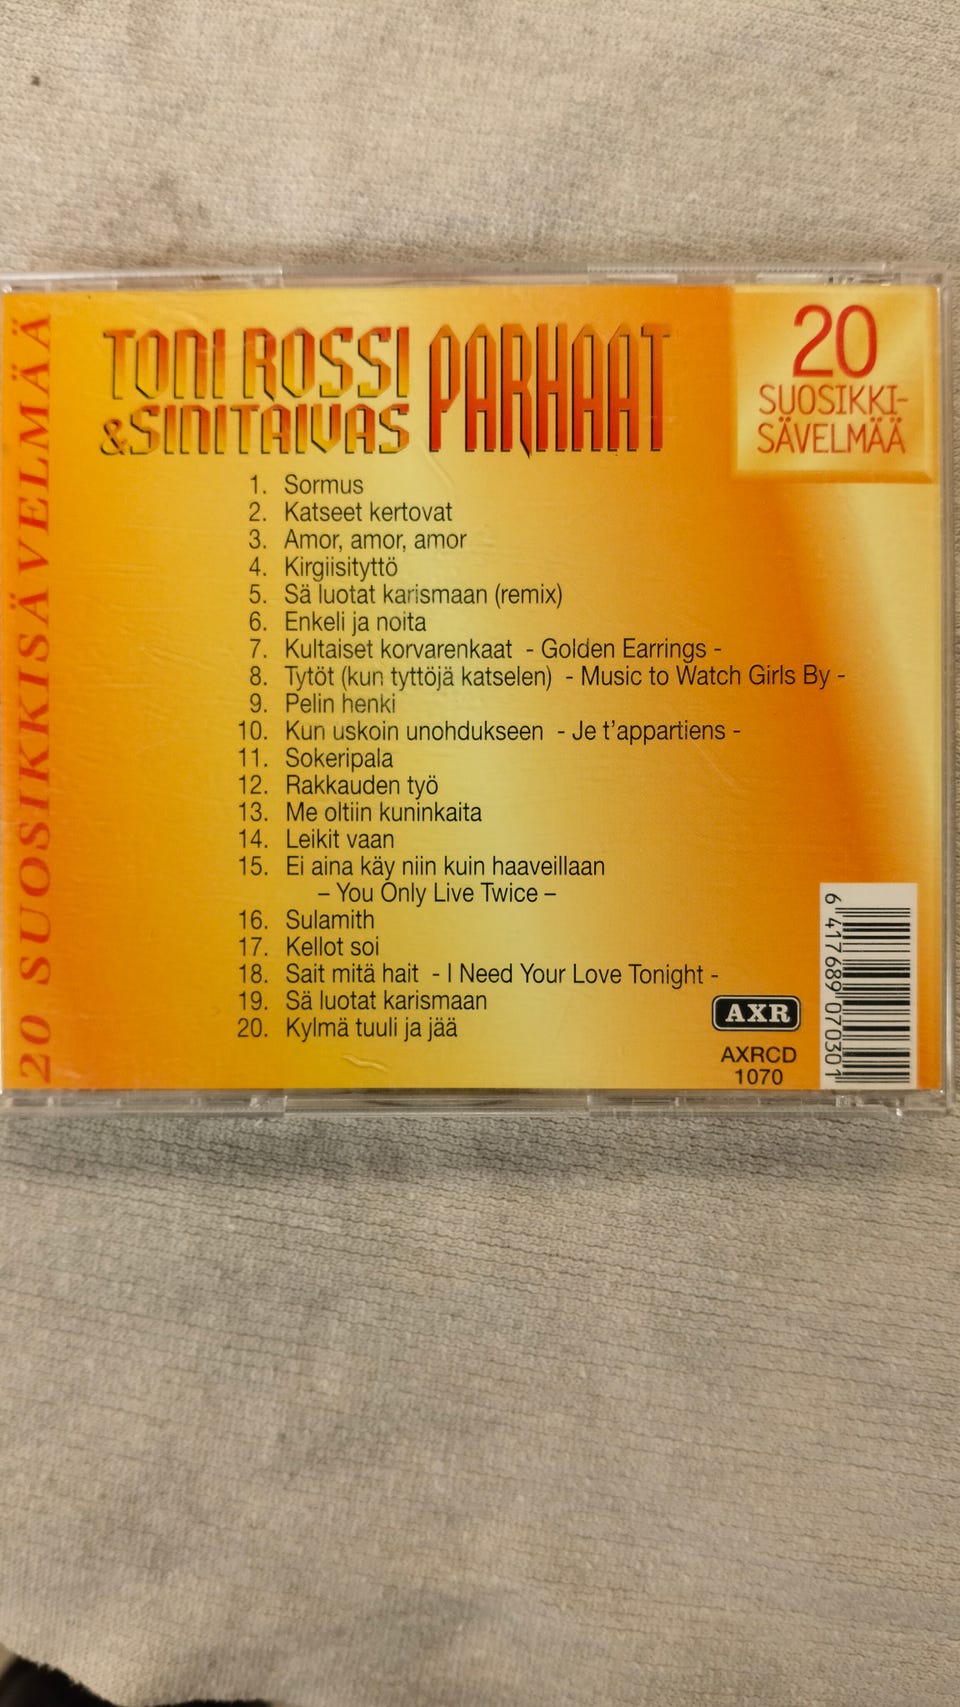 20 SUOSIKKISÄVELMÄÄ
TONI ROSSI
& SINITAIVAS
PARHAAT
20
SUOSIKKI-
SÄVELMÄÄ
1. Sormus
2. Katseet kertovat
3. Amor, amor, amor
4. Kirgiisityttö
5. Sä luotat karismaan (remix)
6. Enkeli ja noita
7. Kultaiset korvarenkaat - Golden Earrings -
8. Tytöt (kun tyttöjä katselen) - Music to Watch Girls By -
9. Pelin henki
10. Kun uskoin unohdukseen - Je t'appartiens -
11. Sokeripala
12. Rakkauden työ
13. Me oltiin kuninkaita
14. Leikit vaan
15. Ei aina käy niin kuin haaveillaan
– You Only Live Twice –
16. Sulamith
17. Kellot soi
18. Sait mitä hait - I Need Your Love Tonight -
19. Sä luotat karismaan
20. Kylmä tuuli ja jää
AXR
AXRCD
1070
6 417689 070301